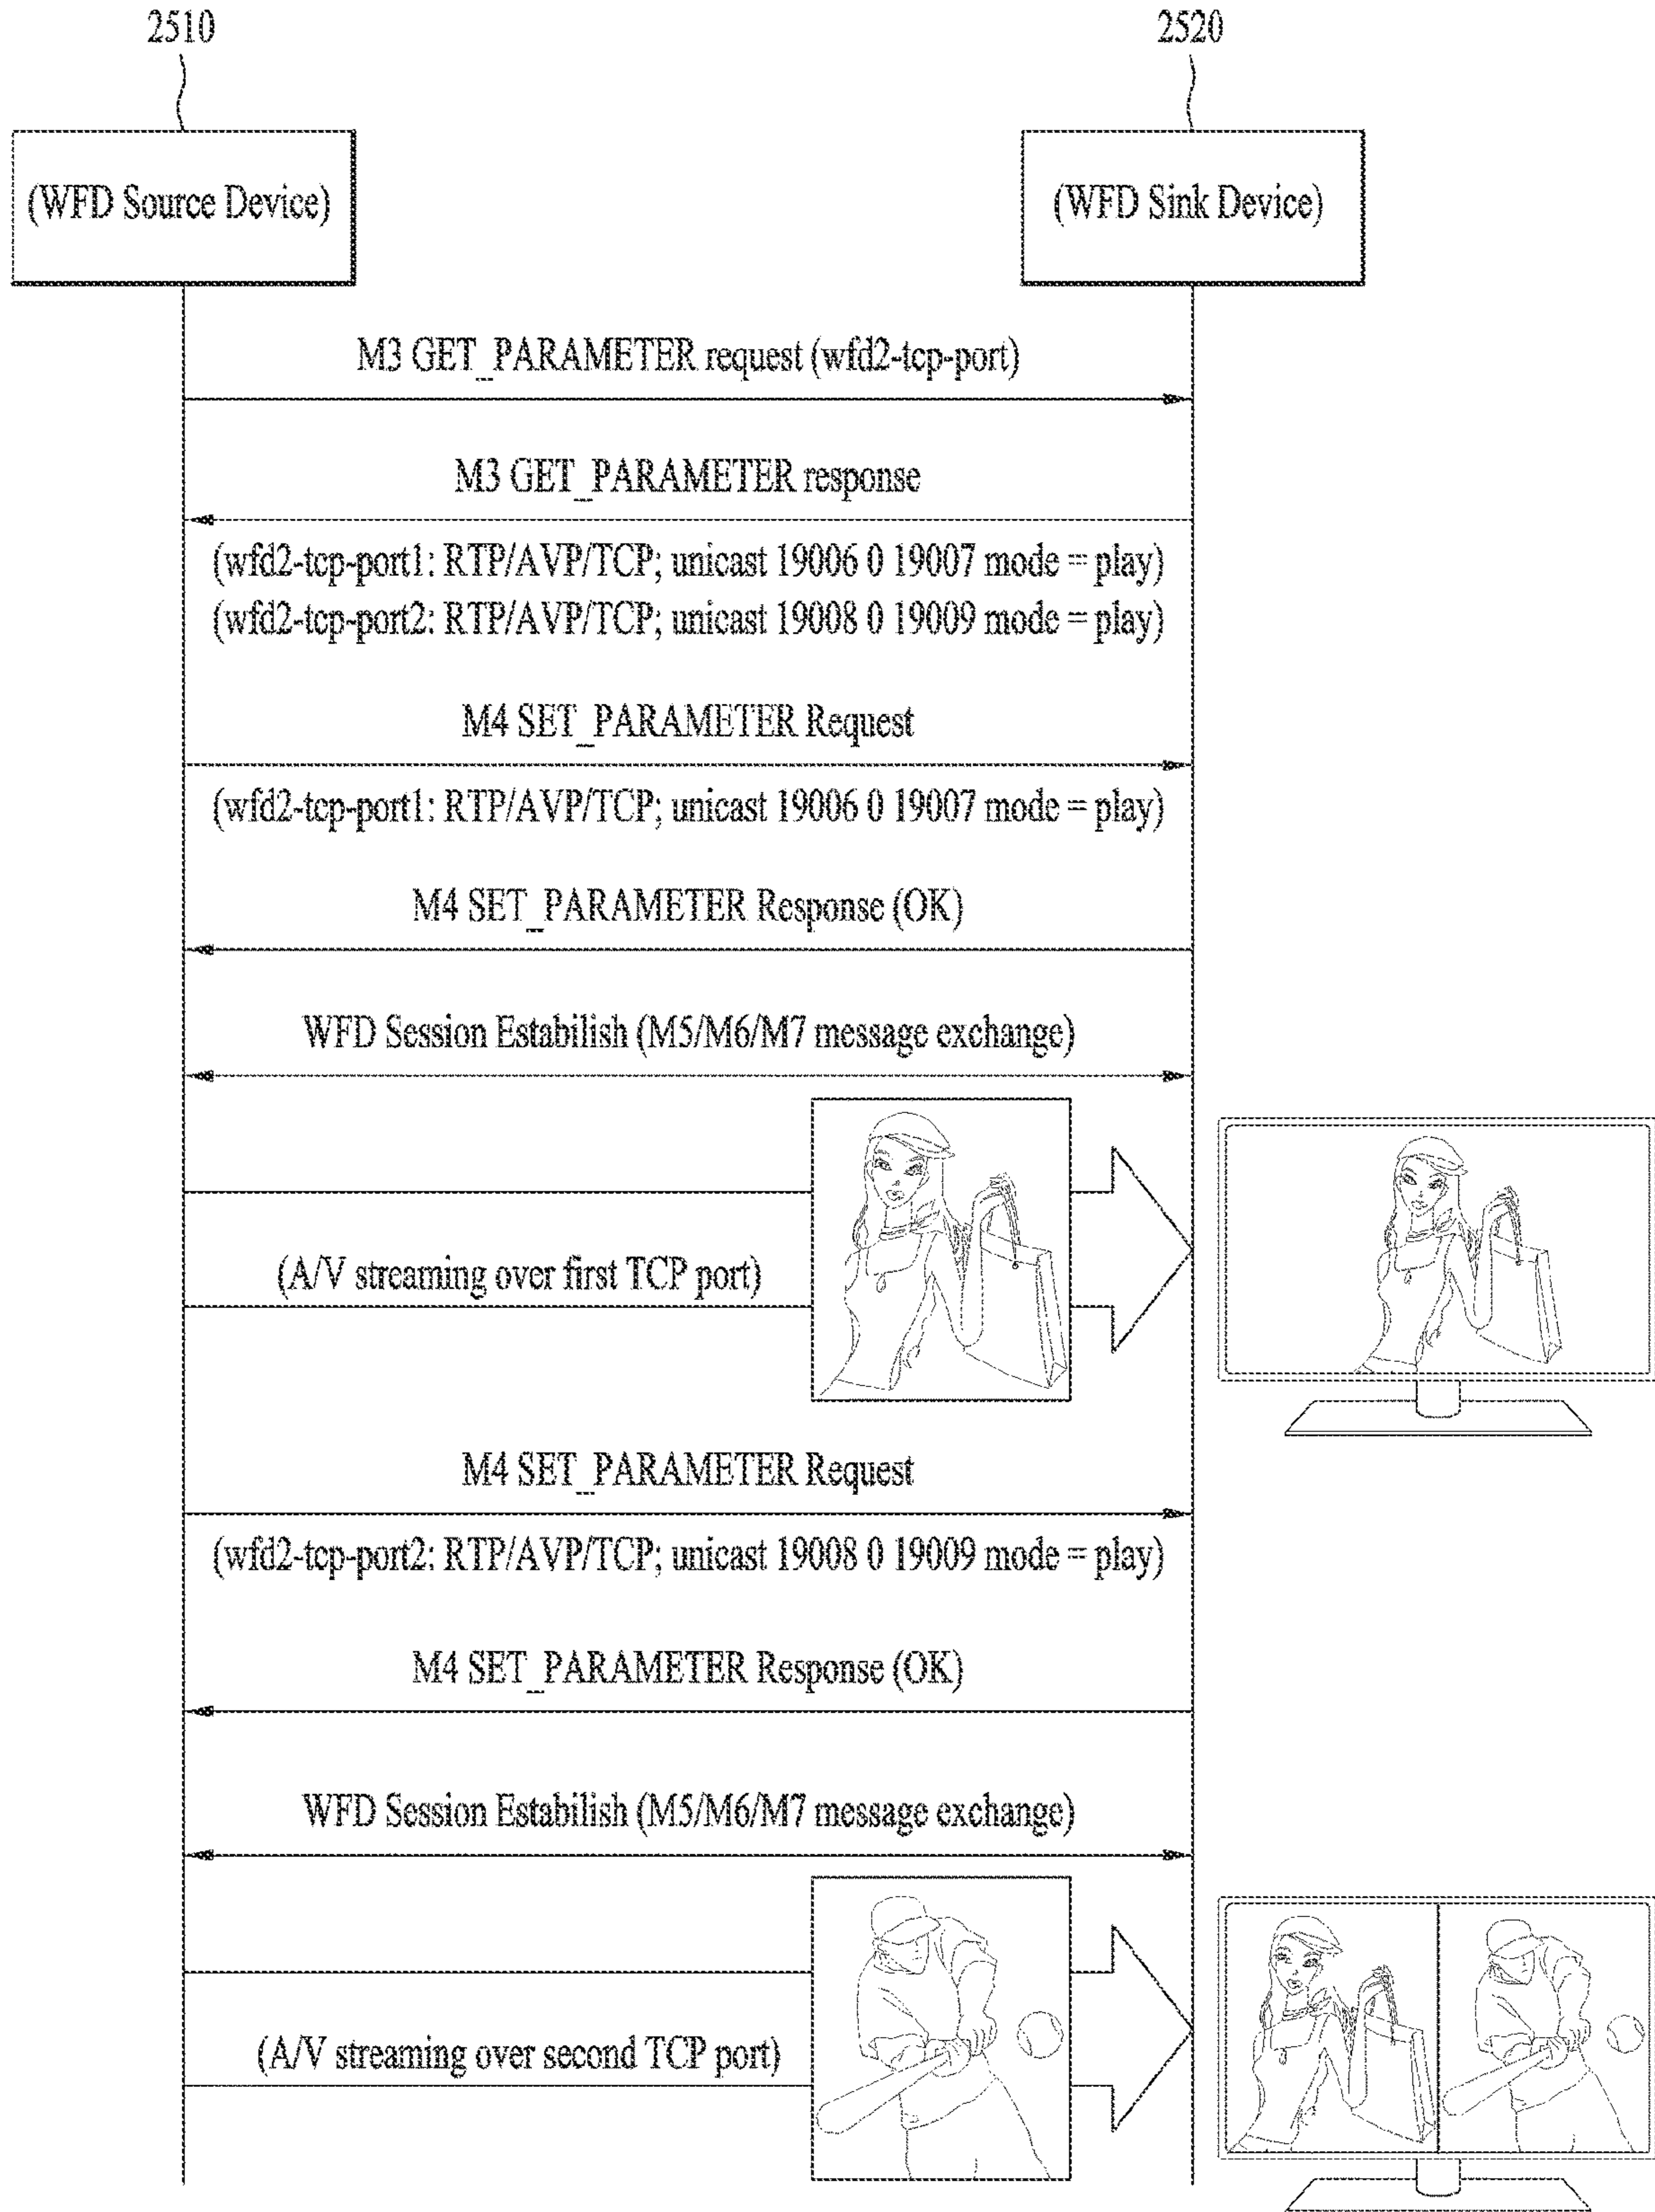 2510
2520
(WFD Source Device)
(WFD Sink Device)
M3 GET_PARAMETER request (wfd2-tcp-port)
M3 GET_PARAMETER response
(wfd2-tcp-port1: RTP/AVP/TCP; unicast 19006 0 19007 mode = play)
(wfd2-tcp-port2: RTP/AVP/TCP; unicast 19008 0 19009 mode = play)
M4 SET_PARAMETER Request
(wfd2-tcp-port1: RTP/AVP/TCP; unicast 19006 0 19007 mode = play)
M4 SET_PARAMETER Response (OK)
WFD Session Estabilish (M5/M6/M7 message exchange)
(A/V streaming over first TCP port)
M4 SET_PARAMETER Request
(wfd2-tcp-port2: RTP/AVP/TCP; unicast 19008 0 19009 mode = play)
M4 SET_PARAMETER Response (OK)
WFD Session Estabilish (M5/M6/M7 message exchange)
(A/V streaming over second TCP port)